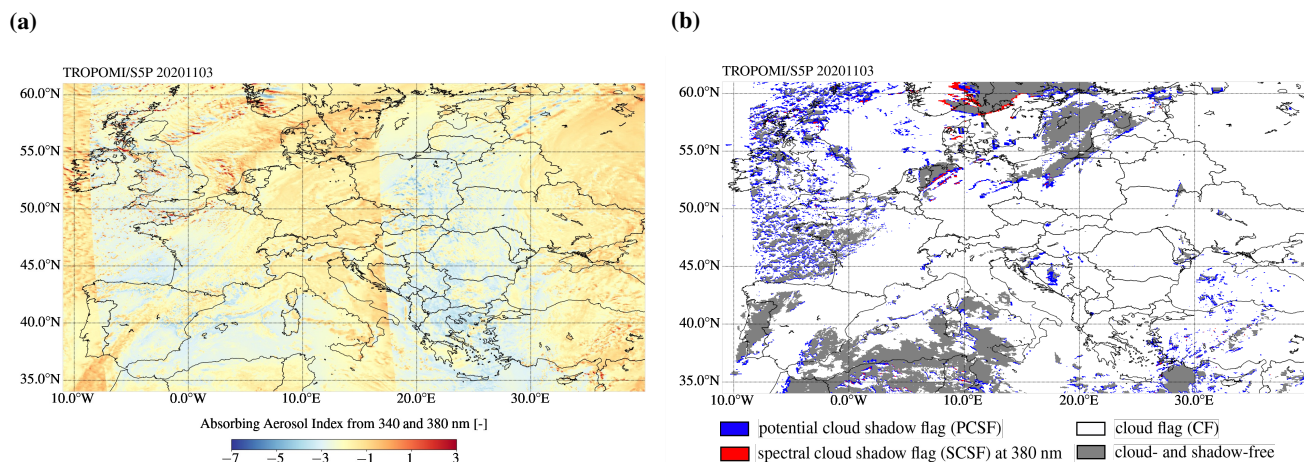 (a)
(b)
TROPOMI/S5P 20201103
60.0°N
55.0°N
50.0°N
45.0°N
40.0°N
35.0°N
10.0°W
0.0°W
10.0°E
20.0°E
30.0°E
Absorbing Aerosol Index from 340 and 380 nm [-]
−7
−5
−3
−1
1
3
TROPOMI/S5P 20201103
60.0°N
55.0°N
50.0°N
45.0°N
40.0°N
35.0°N
10.0°W
0.0°W
10.0°E
20.0°E
30.0°E
potential cloud shadow flag (PCSF)
cloud flag (CF)
spectral cloud shadow flag (SCSF) at 380 nm
cloud- and shadow-free